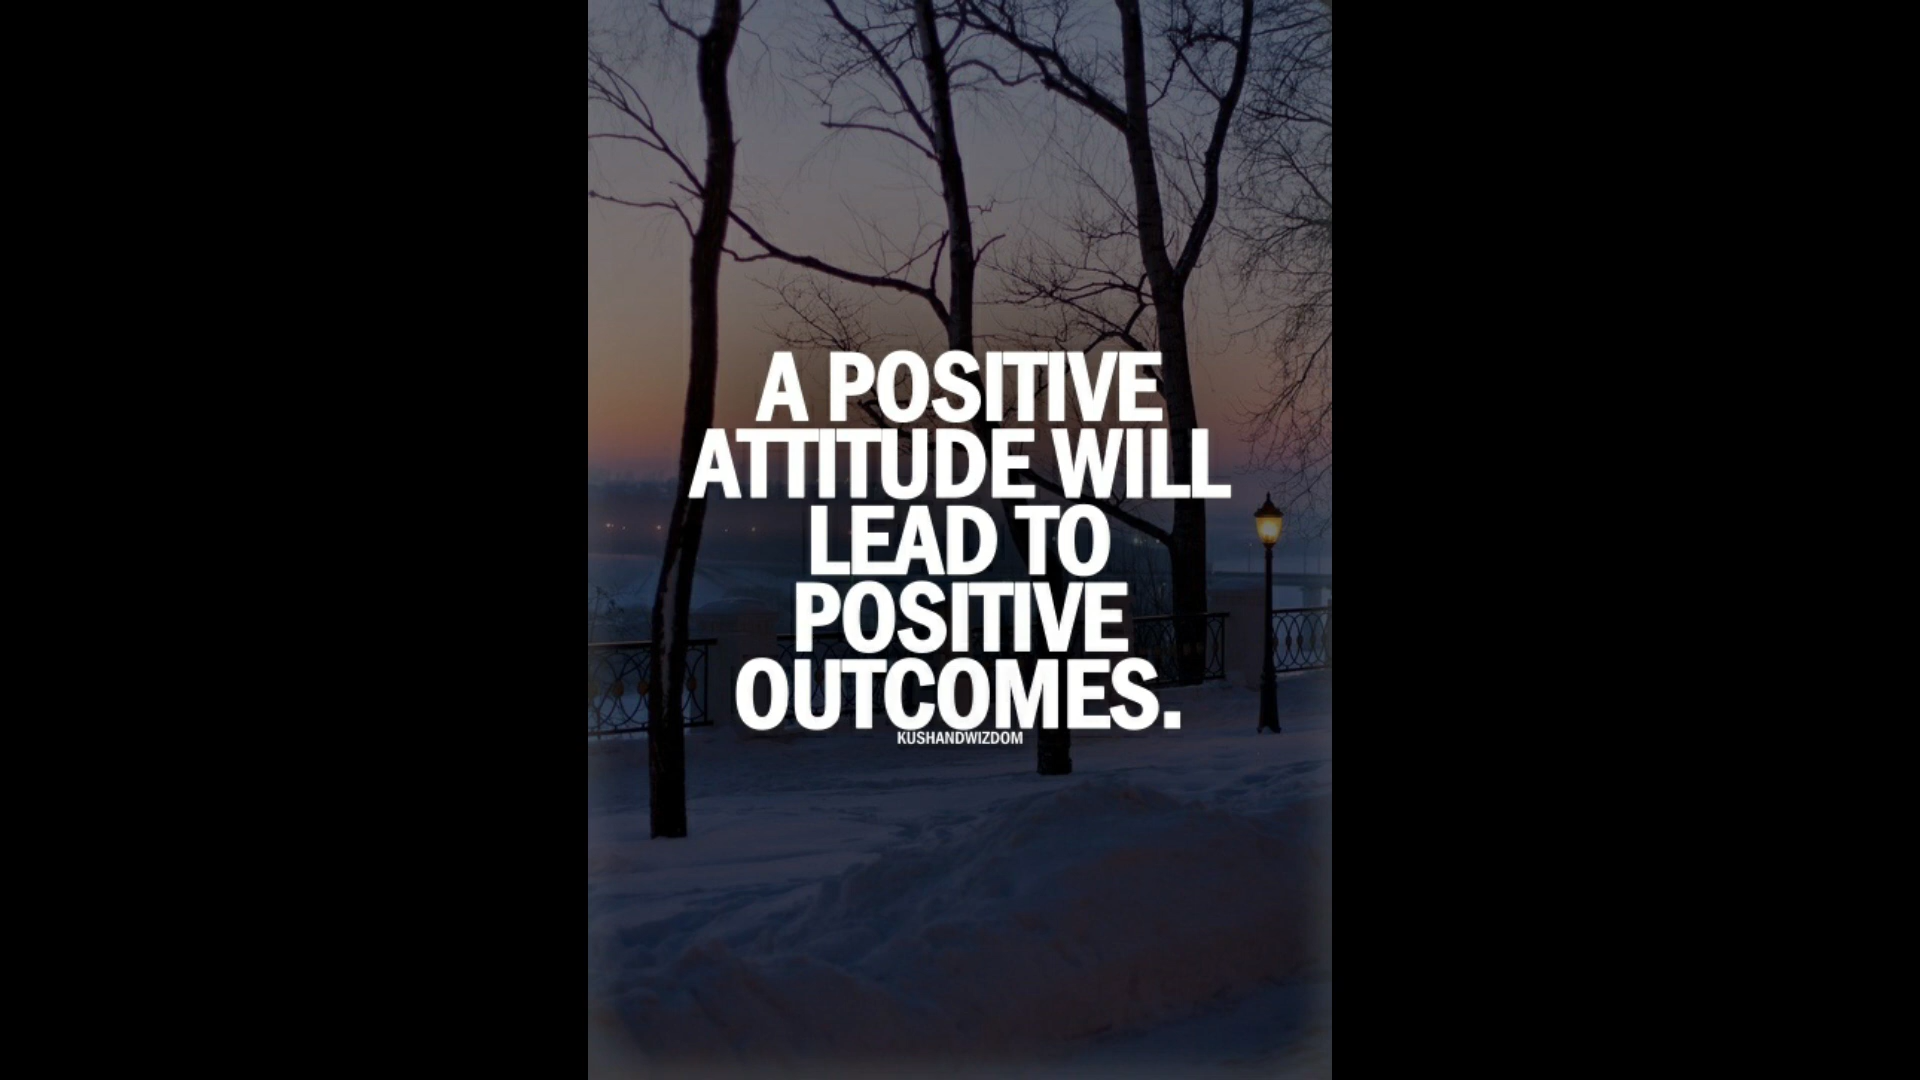 A POSITIVE
ATTITUDE WILL
LEAD TO
POSITIVE
OUTCOMES.
KUSHANDWIZDOM